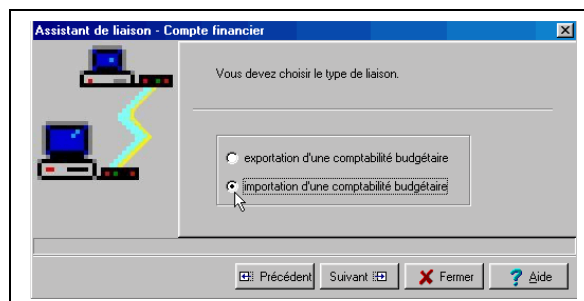 Assistant de liaison - Compte financier
Vous devez choisir le type de liaison.
exportation d'une comptabilité budgétaire
importation d'une comptabilité budgétaire
Précédent Suivant Fermer Aide